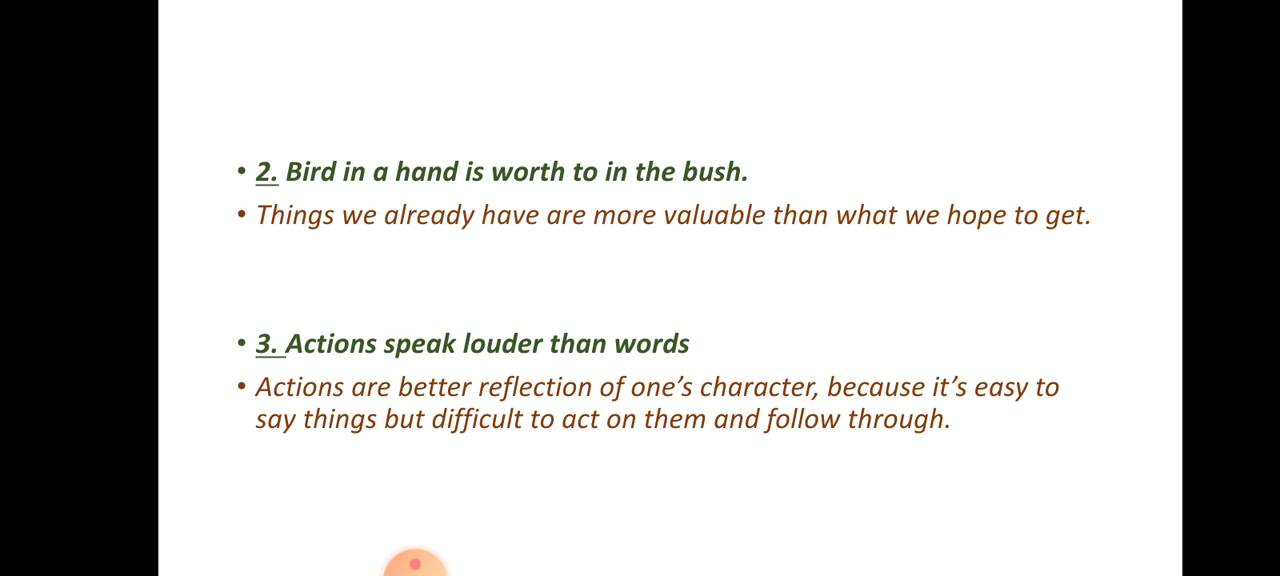 • 2. Bird in a hand is worth to in the bush.
• Things we already have are more valuable than what we hope to get.
• 3. Actions speak louder than words
• Actions are better reflection of one’s character, because it’s easy to
say things but difficult to act on them and follow through.